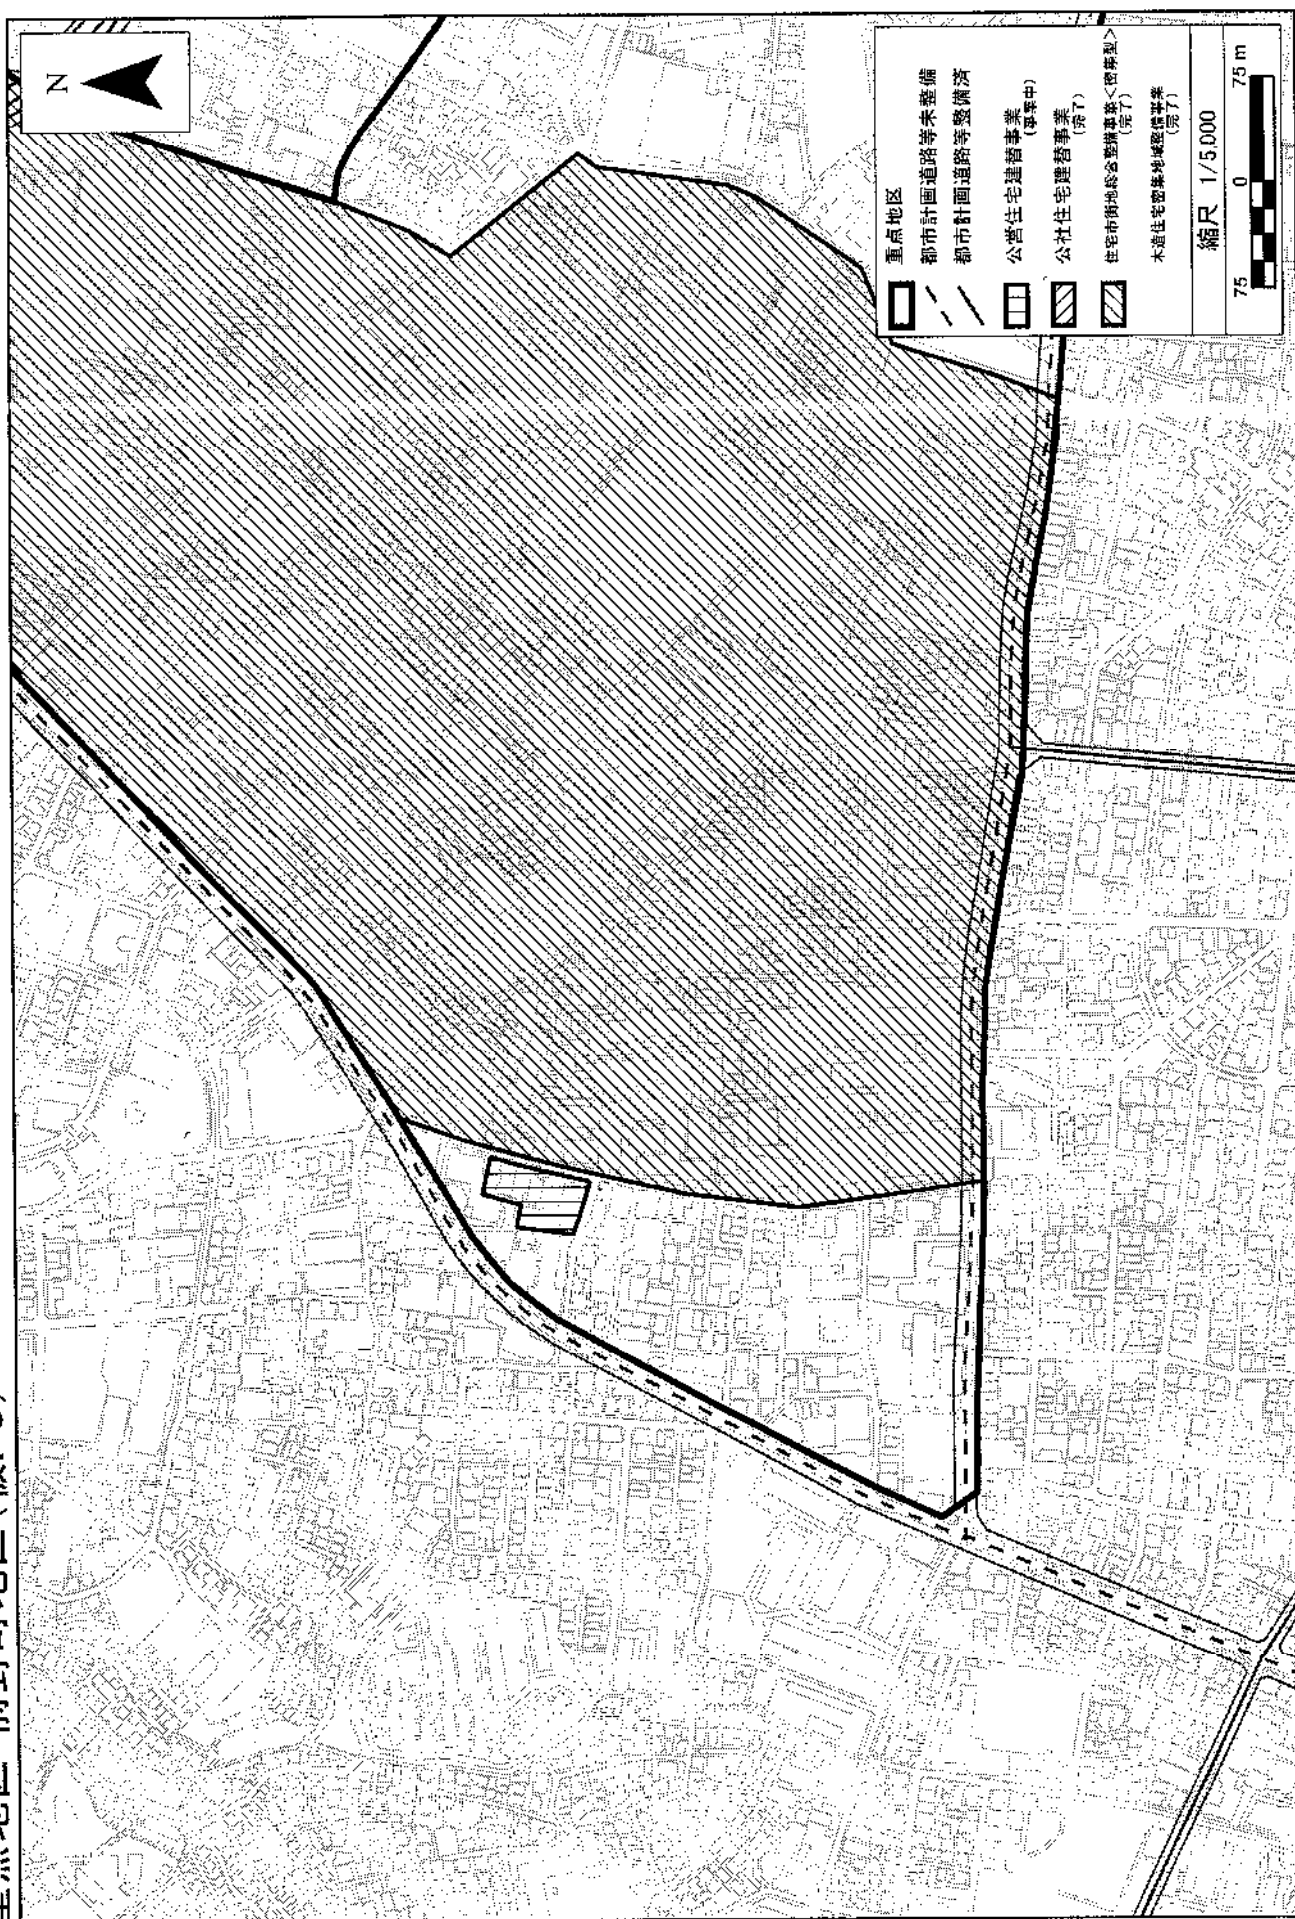 N
重点地区
都市計画道路等未整備
都市計画道路等整備済
公営住宅建替事業
(事業中)
公社住宅建替事業
(完了)
住宅市街地総合整備事業<密集型>
(完了)
木造住宅密集地域整備事業
(完了)
縮尺 1/5,000
75 0 75 m